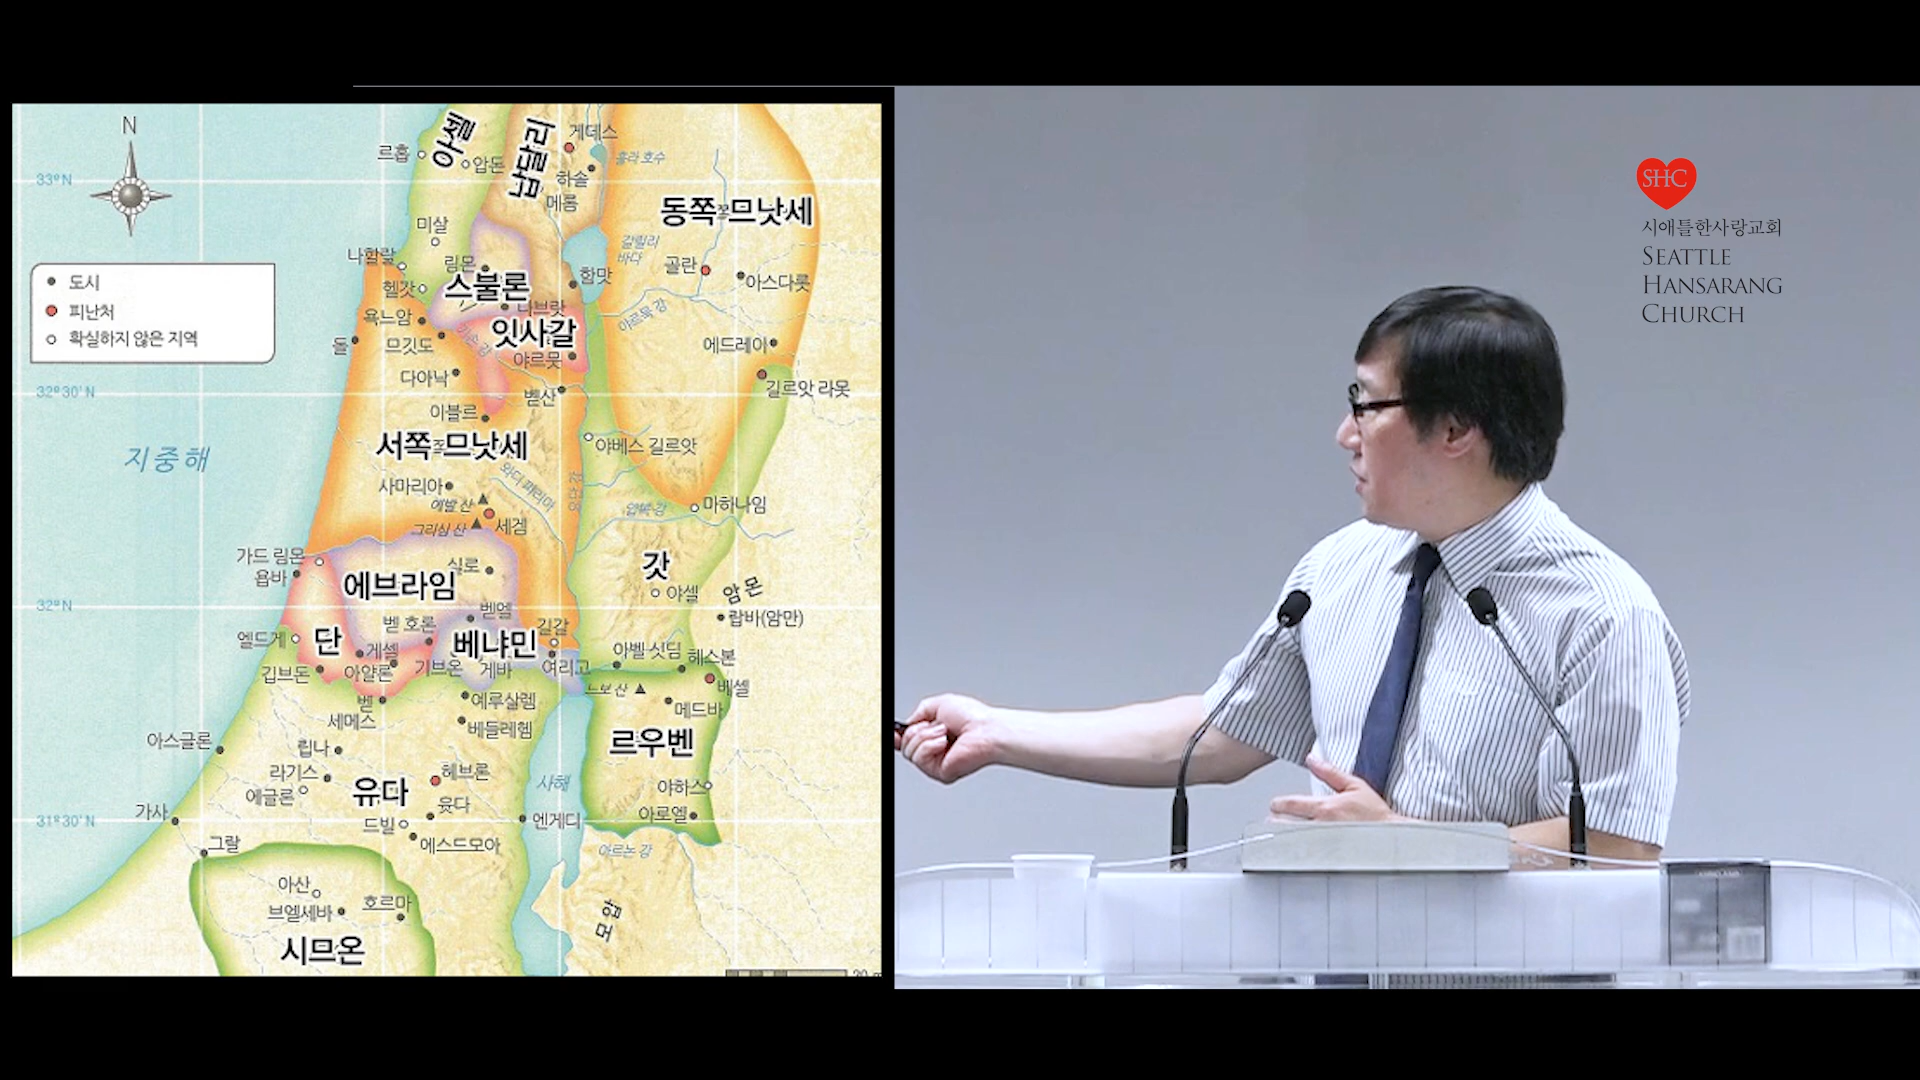 N
33° N
32° 30' N
32° N
31° 30' N
도시
피난처
확실하지 않은 지역
지중해
아셀
납달리
게데스
훌라 호수
르홉
압돈
하솔
메롬
동쪽 므낫세
미살
갈릴리
바다
골란
아스다롯
나할랄
림몬
함맛
스불론
헬갓
야르묵 강
욕느암
잇사갈
돌
므깃도
야르뭇
에드레이
다아낙
벧산
길르앗 라못
이블르
서쪽 므낫세
야베스 길르앗
와디 파리아
사마리아
에발 산
마하나임
얍복 강
그리심 산
세겜
가드 림몬
욥바
실로
갓
에브라임
야셀
암몬
벧엘
랍바(암만)
벧 호론
길갈
엘드게
단
게셀
베냐민
아벨 싯딤
헤스본
깁브돈
아얄론
기브온
게바
여리고
느보 산
베셀
벧
세메스
예루살렘
메드바
베들레헴
아스글론
립나
르우벤
라기스
헤브론
사해
야하스
에글론
유다
가사
윳다
아로엘
드빌
엔게디
그랄
에스드모아
아르논 강
아산
브엘세바
호르마
모압
시므온
SHC
시애틀한사랑교회
SEATTLE
HANSARANG
CHURCH